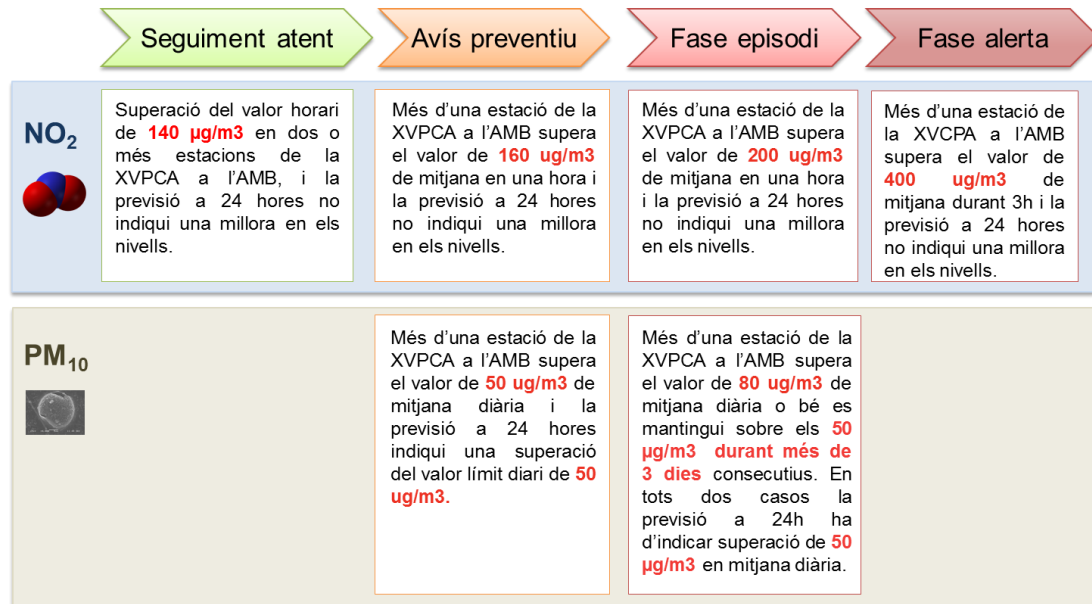 Seguiment atent
Avís preventiu
Fase episodi
Fase alerta
NO₂
Superació del valor horari
de 140 µg/m3 en dos o
més estacions de la
XVPCA a l’AMB, i la
previsió a 24 hores no
indiqui una millora en els
nivells.
Més d’una estació de la
XVPCA a l’AMB supera
el valor de 160 ug/m3
de mitjana en una hora i
la previsió a 24 hores
no indiqui una millora
en els nivells.
Més d’una estació de la
XVPCA a l’AMB supera
el valor de 200 ug/m3
de mitjana en una hora
i la previsió a 24 hores
no indiqui una millora
en els nivells.
Més d’una estació de
la XVCPA a l’AMB
supera el valor de
400 ug/m3 de
mitjana durant 3h i la
previsió a 24 hores
no indiqui una millora
en els nivells.
PM₁₀
Més d’una estació de la
XVPCA a l’AMB supera
el valor de 50 ug/m3 de
mitjana diària i la
previsió a 24 hores
indiqui una superació
del valor límit diari de 50
ug/m3.
Més d’una estació de la
XVPCA a l’AMB supera
el valor de 80 ug/m3 de
mitjana diària o bé es
mantingui sobre els 50
µg/m3 durant més de
3 dies consecutius. En
tots dos casos la
previsió a 24h ha
d’indicar superació de 50
µg/m3 en mitjana diària.